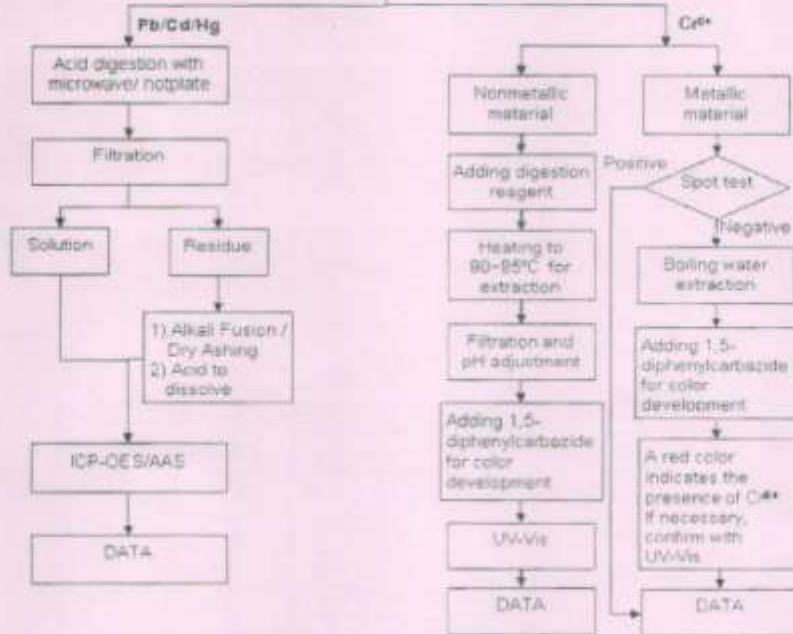 Pb/Cd/Hg
Acid digestion with
microwave/ hotplate
Filtration
Solution
Residue
1) Alkali Fusion /
Dry Ashing
2) Acid to
dissolve
ICP-OES/AAS
DATA
Cr⁶⁺
Nonmetallic
material
Adding digestion
reagent
Heating to
90~95°C for
extraction
Filtration and
pH adjustment
Adding 1,5-
diphenylcarbazide
for color
development
UV-Vis
DATA
Metallic
material
Positive
Spot test
Negative
Boiling water
extraction
Adding 1,5-
diphenylcarbazide
for color
development
A red color
indicates the
presence of Cr⁶⁺
If necessary,
confirm with
UV-Vis
DATA